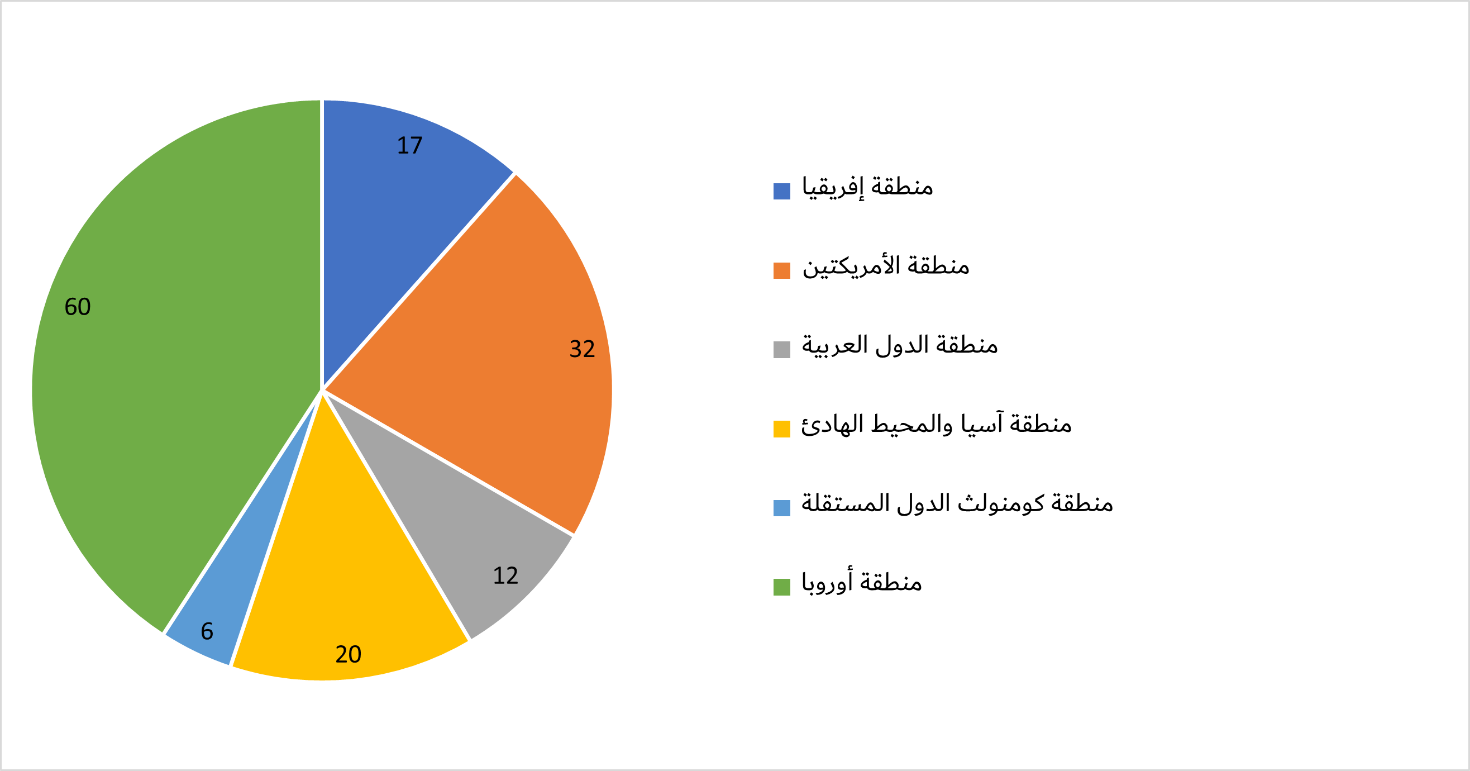 17
32
12
20
6
60
منطقة إفريقيا
منطقة الأمريكتين
منطقة الدول العربية
منطقة آسيا والمحيط الهادئ
منطقة كومنولث الدول المستقلة
منطقة أوروبا